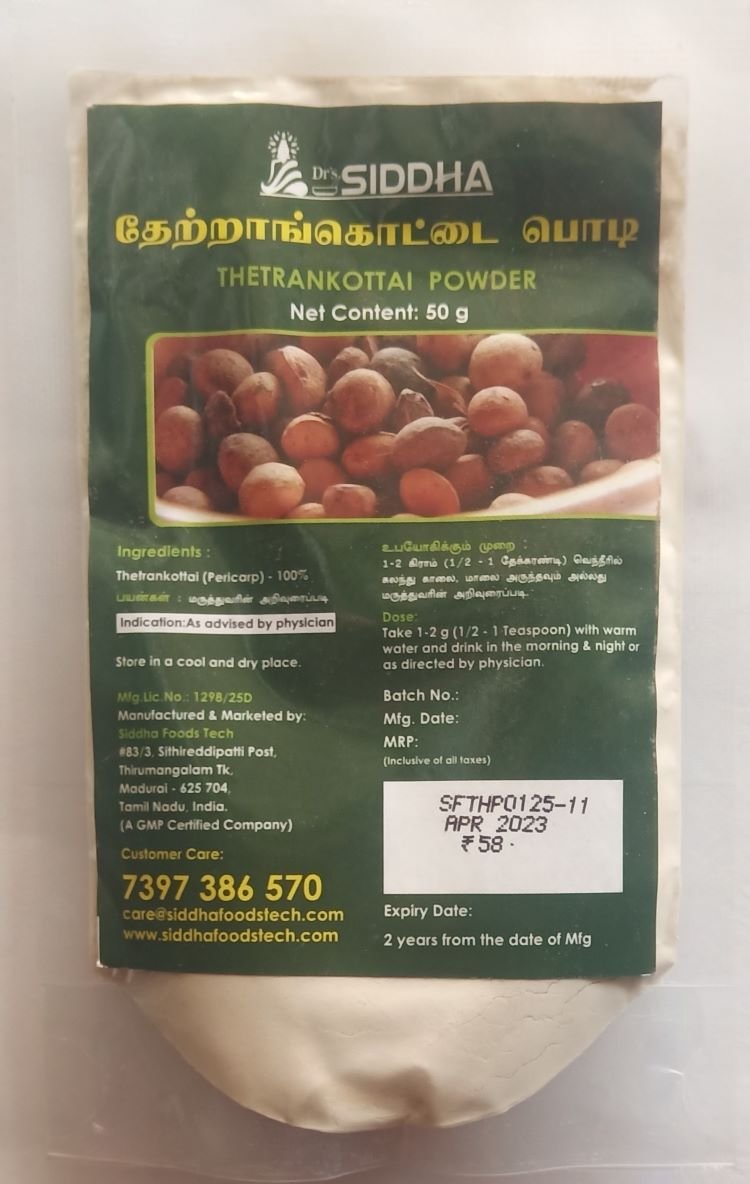 Dr's SIDDHA
தேற்றாங்கொட்டை பொடி
THETRANKOTTAI POWDER
Net Content: 50 g
Ingredients :
Thetrankottai (Pericarp) - 100%
பயன்கள் : மருத்துவரின் அறிவுரைப்படி
Indication:As advised by physician
Store in a cool and dry place.
Mfg.Lic.No.: 1298/25D
Manufactured & Marketed by:
Siddha Foods Tech
#83/3, Sithireddipatti Post,
Thirumangalam Tk,
Madurai - 625 704,
Tamil Nadu, India.
(A GMP Certified Company)
Customer Care:
7397 386 570
care@siddhafoodstech.com
www.siddhafoodstech.com
உபயோகிக்கும் முறை
1-2 கிராம் (1/2 - 1 தேக்கரண்டி) வெந்நீரில்
கலந்து காலை, மாலை அருந்தவும் அல்லது
மருத்துவரின் அறிவுரைப்படி.
Dose:
Take 1-2 g (1/2 - 1 Teaspoon) with warm
water and drink in the morning & night or
as directed by physician.
Batch No.:
Mfg. Date:
MRP:
(Inclusive of all taxes)
SFTHP0125-11
APR 2023
₹58
Expiry Date:
2 years from the date of Mfg